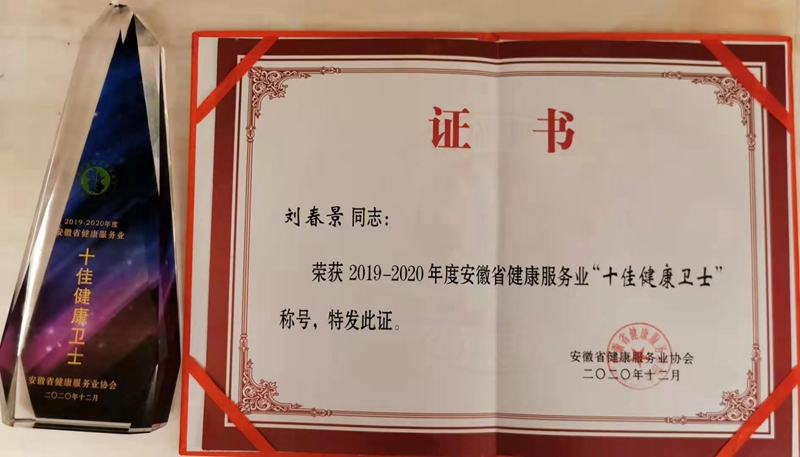 2019-2020年度
安徽省健康服务业
十佳健康卫士
安徽省健康服务业协会
二〇二〇年十二月
证 书
刘春景 同志：
荣获 2019-2020 年度安徽省健康服务业“十佳健康卫士”
称号，特发此证。
安徽省健康服务业协会
二〇二〇年十二月